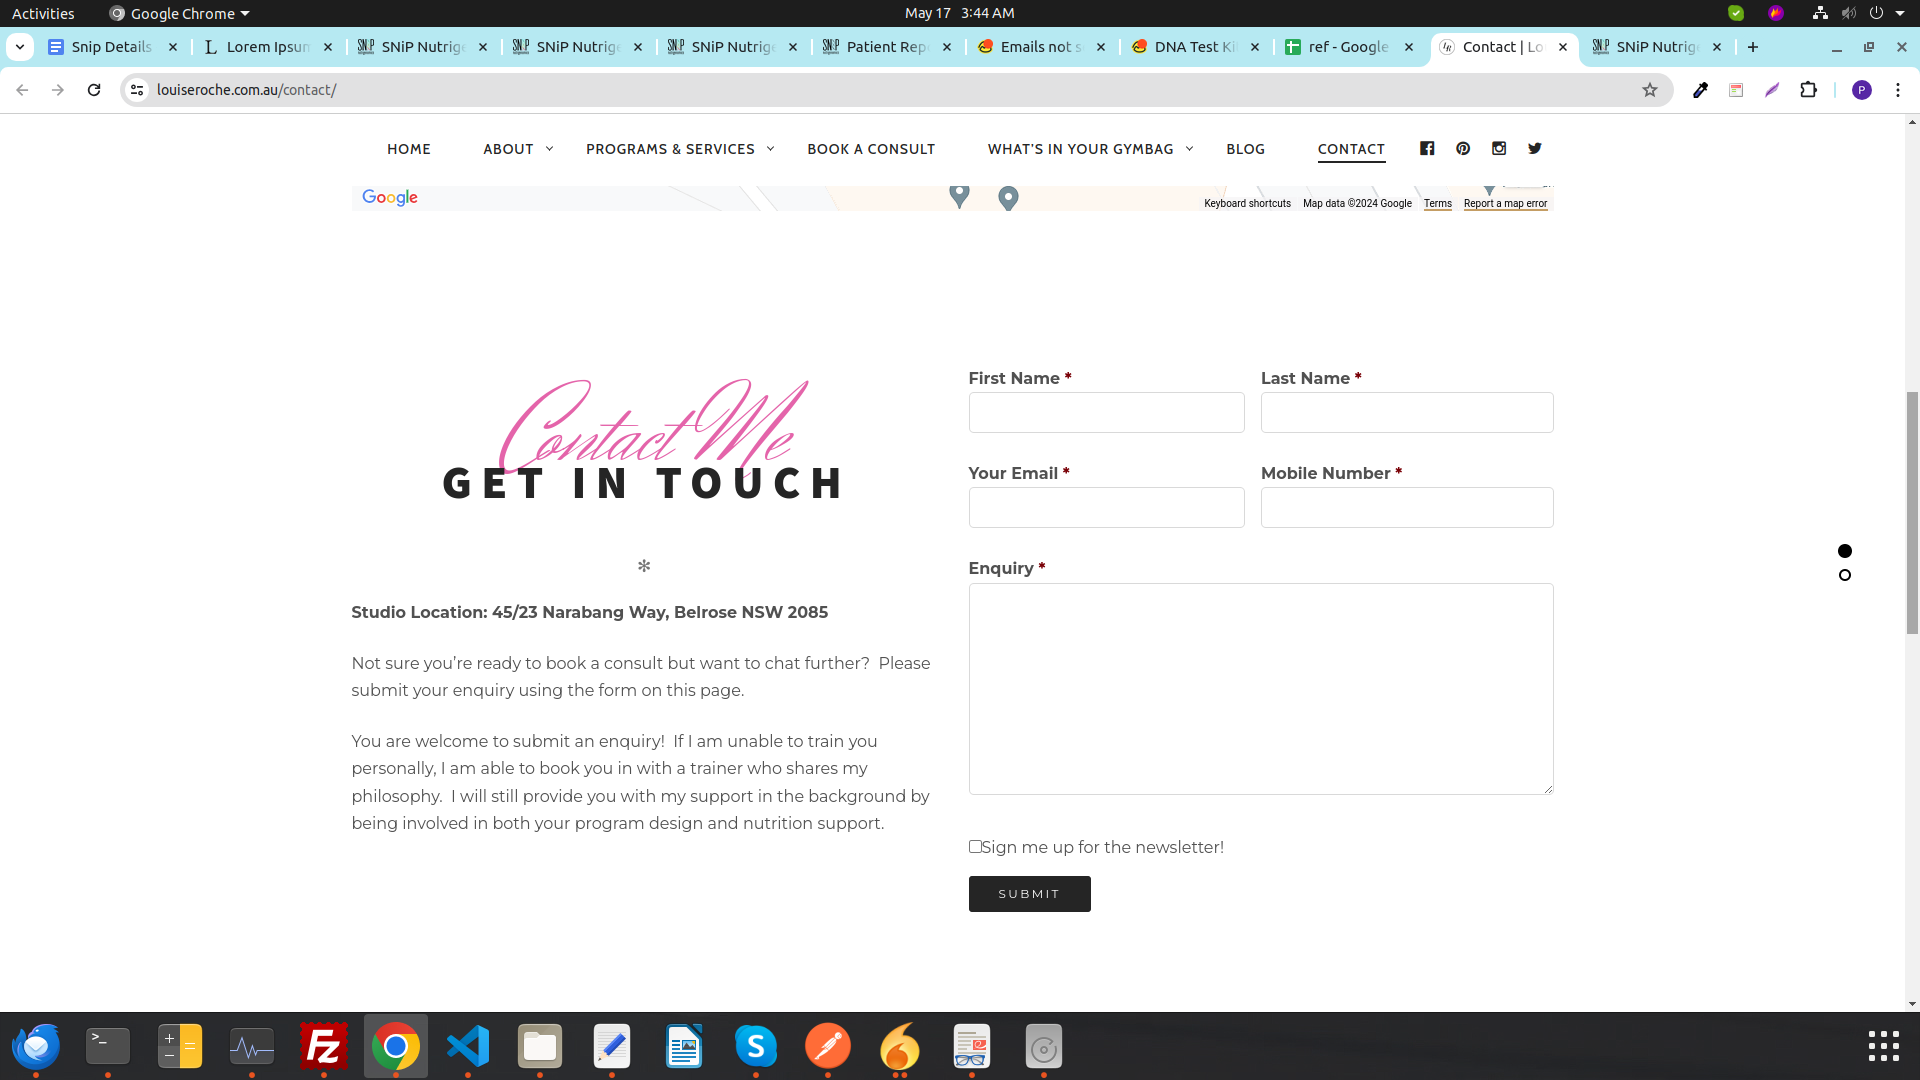 Activities
Google Chrome
May 17 3:44 AM
Snip Details
Lorem Ipsum
SNiP Nutrige
SNiP Nutrige
SNiP Nutrige
Patient Rep
Emails not s
DNA Test Ki
ref - Google
Contact | Lo
SNiP Nutrig
louiseroche.com.au/contact/
P
HOME
ABOUT
PROGRAMS & SERVICES
BOOK A CONSULT
WHAT'S IN YOUR GYMBAG
BLOG
CONTACT
Google
Keyboard shortcuts
Map data ©2024 Google
Terms
Report a map error
Contact Me
GET IN TOUCH
Studio Location: 45/23 Narabang Way, Belrose NSW 2085
Not sure you’re ready to book a consult but want to chat further?  Please
submit your enquiry using the form on this page.
You are welcome to submit an enquiry!  If I am unable to train you
personally, I am able to book you in with a trainer who shares my
philosophy.  I will still provide you with my support in the background by
being involved in both your program design and nutrition support.
First Name *
Last Name *
Your Email *
Mobile Number *
Enquiry *
Sign me up for the newsletter!
SUBMIT